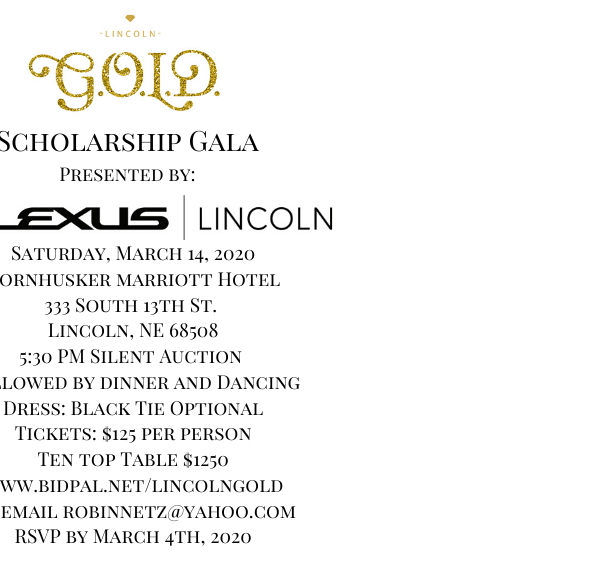 -LINCOLN-
G.O.L.D.
Scholarship Gala
Presented by:
LEXUS | LINCOLN
Saturday, March 14, 2020
ornhusker marriott Hotel
333 South 13th St.
Lincoln, NE 68508
5:30 PM Silent Auction
llowed by dinner and Dancing
Dress: Black Tie Optional
Tickets: $125 per person
Ten top Table $1250
ww.bidpal.net/lincolngold
email robinnetz@yahoo.com
RSVP by March 4th, 2020